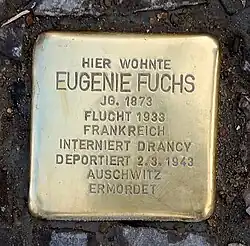 HIER WOHNTE
EUGENIE FUCHS
JG. 1873
FLUCHT 1933
FRANKREICH
INTERNIERT DRANCY
DEPORTIERT 2.3.1943
AUSCHWITZ
ERMORDET